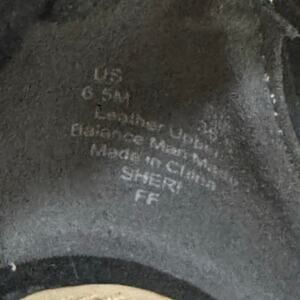 US
6.5M
Leather Upper
Balance Man Made
Made in China
SHERI
FF